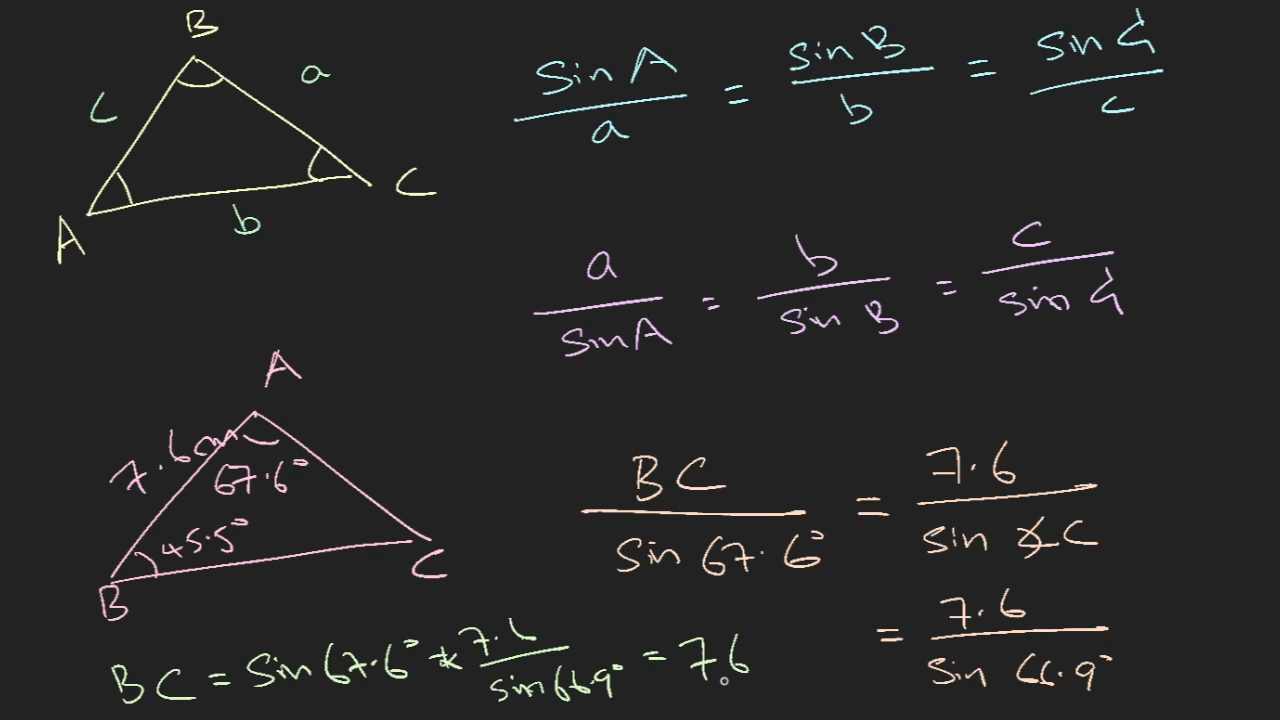 B
c
a
A
b
C
sin A / a = sin B / b = sin C / c
a / sin A = b / sin B = c / sin C
A
7.6cm
67.6°
45.5°
B
C
BC / sin 67.6° = 7.6 / sin ∡C
= 7.6 / sin 66.9°
BC = sin 67.6° * 7.6 / sin 66.9° = 7.6